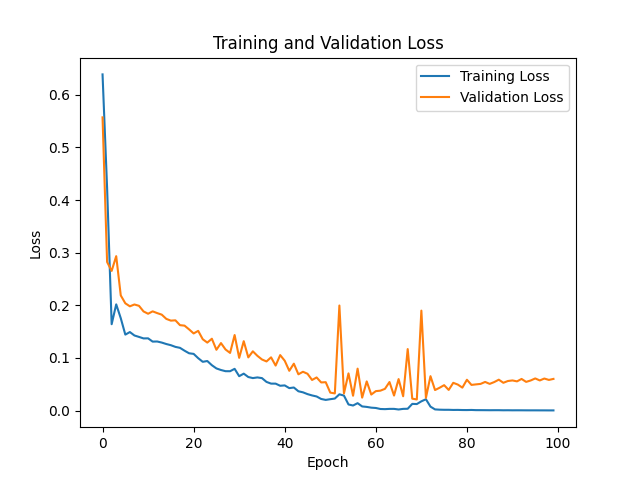 Training and Validation Loss
Training Loss
Validation Loss
Loss
0.6
0.5
0.4
0.3
0.2
0.1
0.0
0 20 40 60 80 100
Epoch